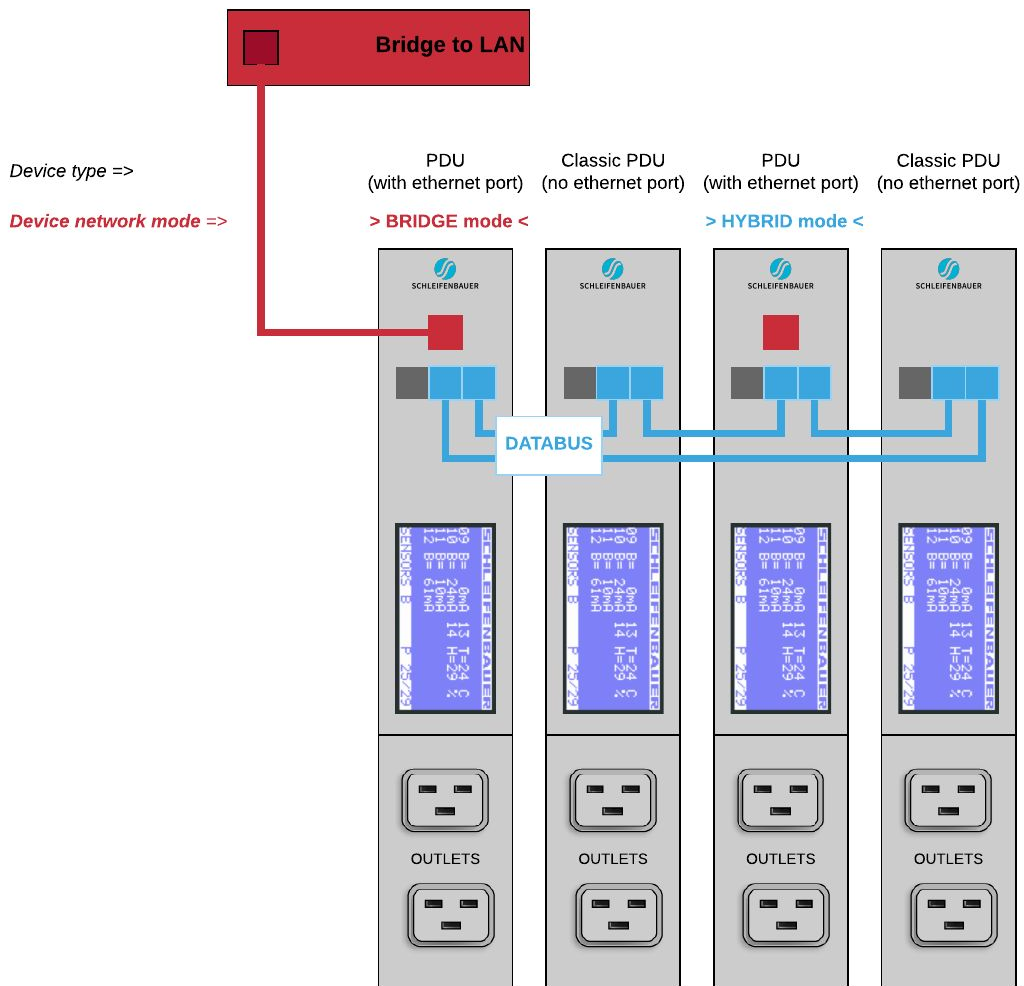 Bridge to LAN
Device type =>
PDU
(with ethernet port)
Classic PDU
(no ethernet port)
PDU
(with ethernet port)
Classic PDU
(no ethernet port)
Device network mode =>
> BRIDGE mode <
> HYBRID mode <
SCHLEIFENBAUER
SCHLEIFENBAUER
SCHLEIFENBAUER
SCHLEIFENBAUER
DATABUS
SCHLEIFENBAUER
09 B= 0mA 13 T=24 C
10 B= 24mA 14 H=29 %
11 B= 10mA
12 B= 61mA
SENSORS B P 25/29
SCHLEIFENBAUER
09 B= 0mA 13 T=24 C
10 B= 24mA 14 H=29 %
11 B= 10mA
12 B= 61mA
SENSORS B P 25/29
SCHLEIFENBAUER
09 B= 0mA 13 T=24 C
10 B= 24mA 14 H=29 %
11 B= 10mA
12 B= 61mA
SENSORS B P 25/29
SCHLEIFENBAUER
09 B= 0mA 13 T=24 C
10 B= 24mA 14 H=29 %
11 B= 10mA
12 B= 61mA
SENSORS B P 25/29
OUTLETS
OUTLETS
OUTLETS
OUTLETS